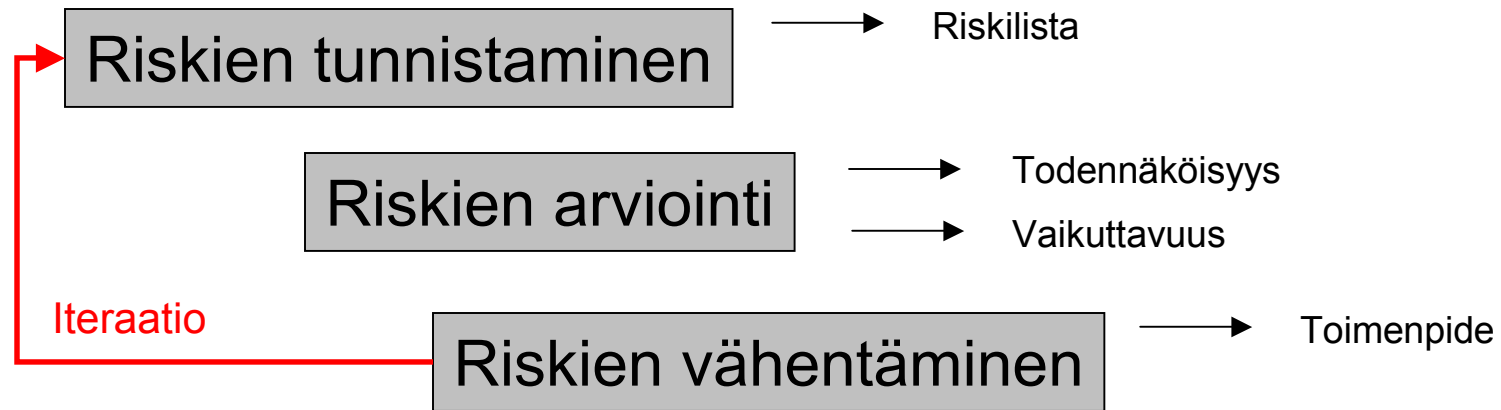 Riskien tunnistaminen
Riskilista
Riskien arviointi
Todennäköisyys
Vaikuttavuus
Iteraatio
Riskien vähentäminen
Toimenpide